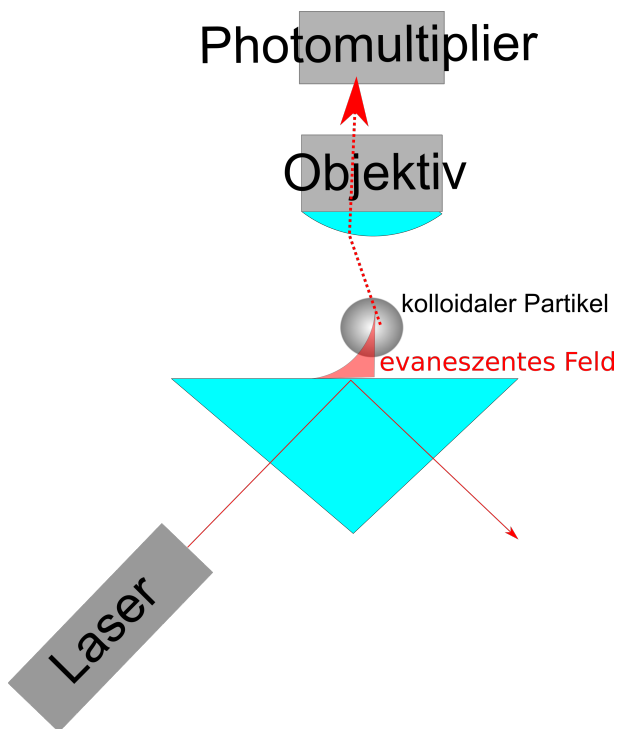 Photomultiplier
Objektiv
kolloidaler Partikel
evaneszentes Feld
Laser